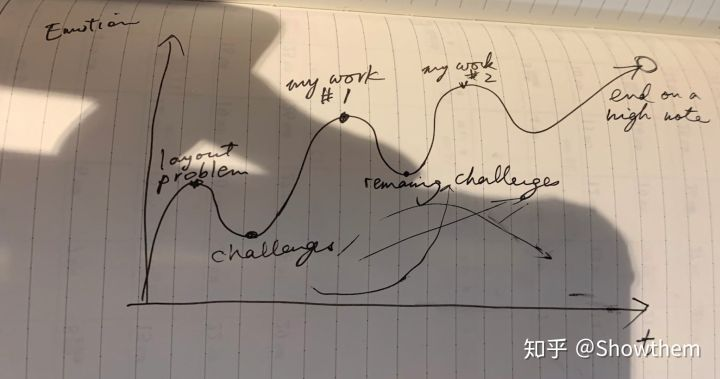 Emotion
my work
# 1
my work
# 2
end on a
high note
layout
problem
remaining challenges
challenges
t
知乎 @Showthem